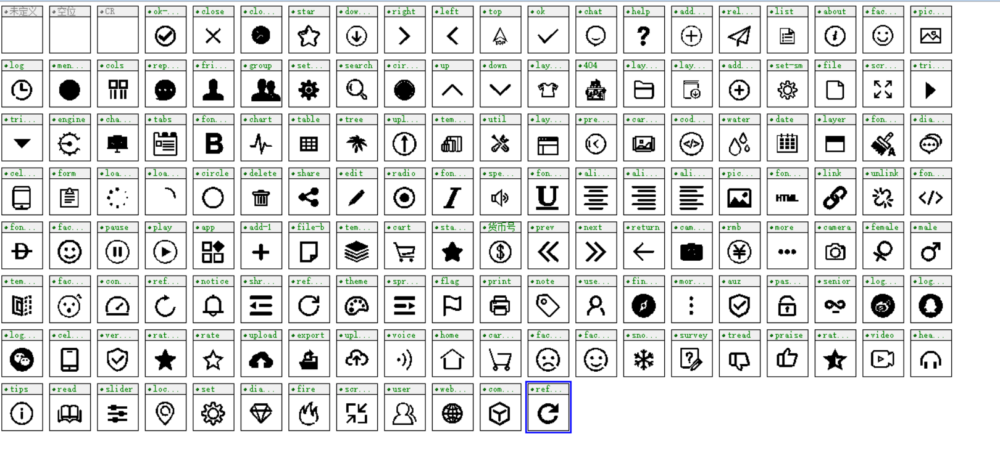 未定义 空位 CR ok-... close clo... star dow... right left top ok chat help add... rel... list about fac... pic...
TOP
log men... cols rep... fri... group set... search cir... up down lay... 404 lay... lay... add... set-sm file scr... tri...
tri... engine cha... tabs fon... chart table tree upl... tem... util lay... pre... car... cod... water date layer fon... dia...
B </> A
cel... form loa... loa... circle delete share edit radio fon... spe... fon... ali... ali... ali... pic... fon... link unlink fon...
I U HTML </>
fon... fac... pause play app add-1 file-b tem... cart sta... 货币号 prev next return cam... rmb more camera female male
$ ¥
tem... fac... con... ref... notice shr... ref... theme spr... flag print note use... fin... mor... auz pas... senior log... log...
log... cel... ver... rat... rate upload export upl... voice home car... fac... fac... sno... survey tread praise rat... video hea...
tips read slider loc... set dia... fire scr... user web... com... ref...